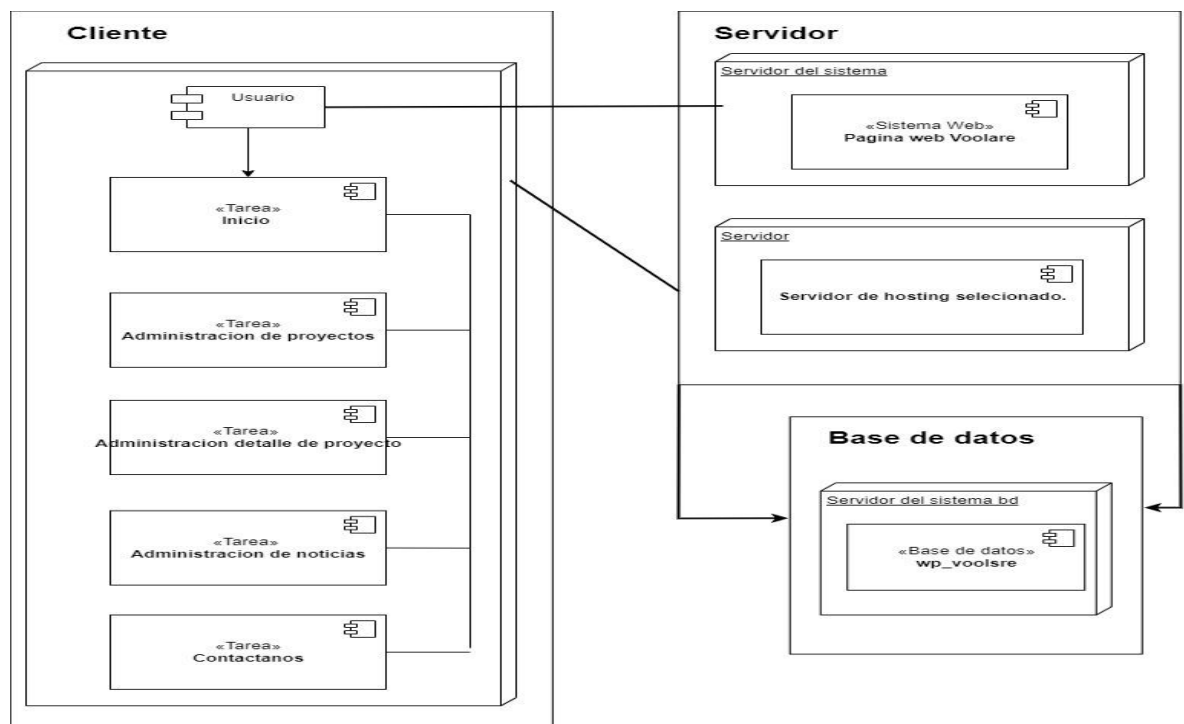 Cliente
Usuario
«Tarea»
Inicio
«Tarea»
Administracion de proyectos
«Tarea»
Administracion detalle de proyecto
«Tarea»
Administracion de noticias
«Tarea»
Contactanos
Servidor
Servidor del sistema
«Sistema Web»
Pagina web Voolare
Servidor
Servidor de hosting selecionado.
Base de datos
Servidor del sistema bd
«Base de datos»
wp_voolsre